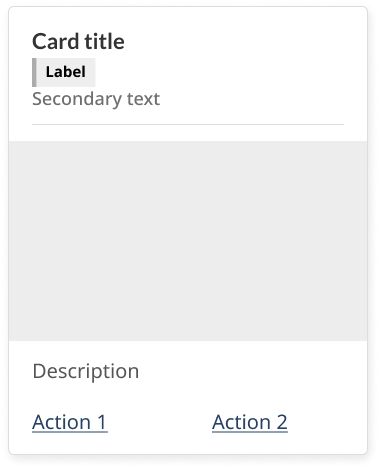 Card title
Label
Secondary text
Description
Action 1
Action 2